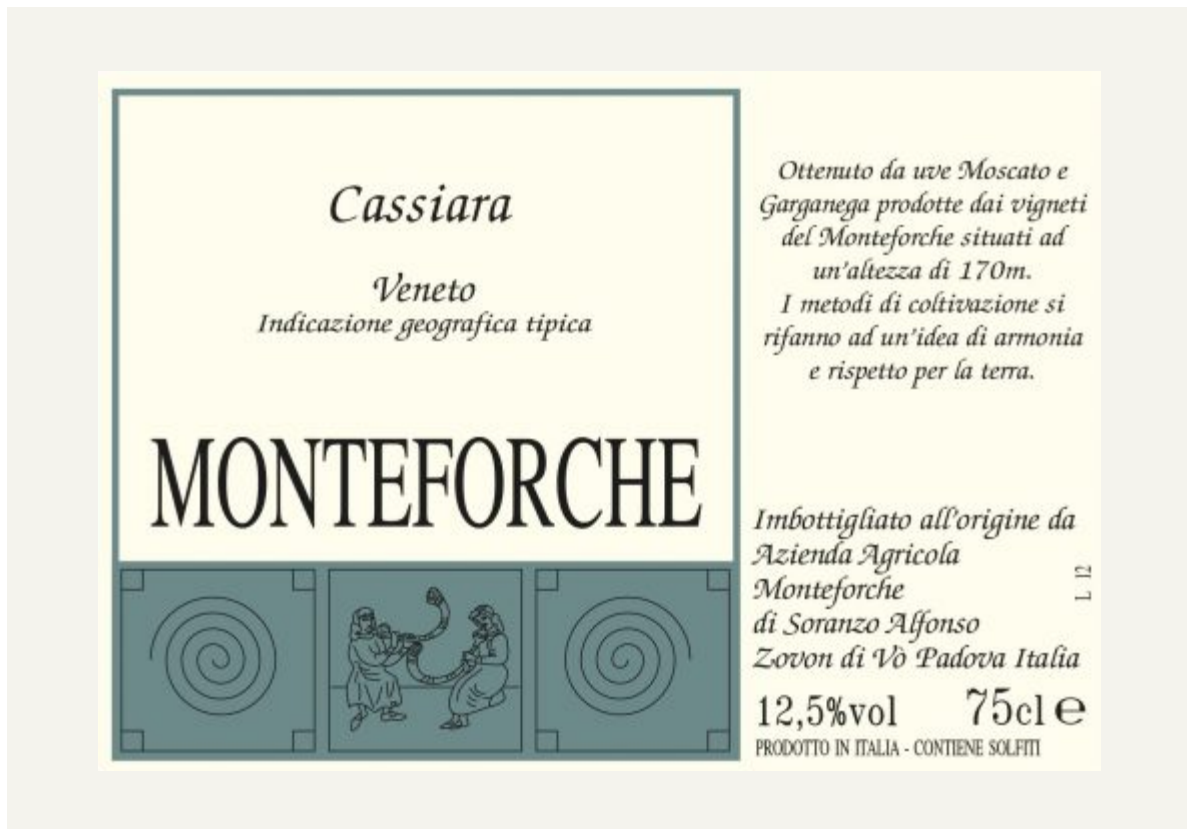 Cassiara
Veneto
Indicazione geografica tipica
MONTEFORCHE
Ottenuto da uve Moscato e
Garganega prodotte dai vigneti
del Monteforche situati ad
un'altezza di 170m.
I metodi di coltivazione si
rifanno ad un'idea di armonia
e rispetto per la terra.
Imbottigliato all'origine da
Azienda Agricola
Monteforche
di Soranzo Alfonso
Zovon di Vò Padova Italia
L 12
12,5%vol 75cl e
PRODOTTO IN ITALIA - CONTIENE SOLFITI